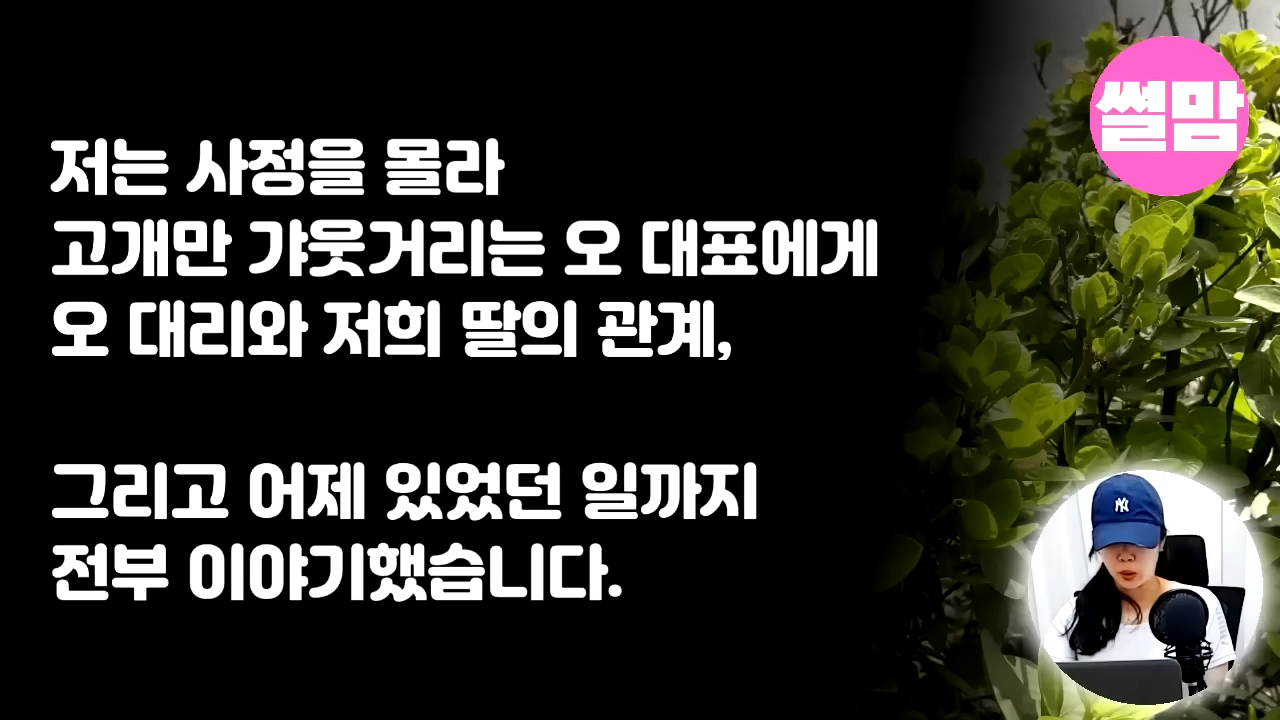 썰맘
저는 사정을 몰라
고개만 갸웃거리는 오 대표에게
오 대리와 저희 딸의 관계,
그리고 어제 있었던 일까지
전부 이야기했습니다.
NY